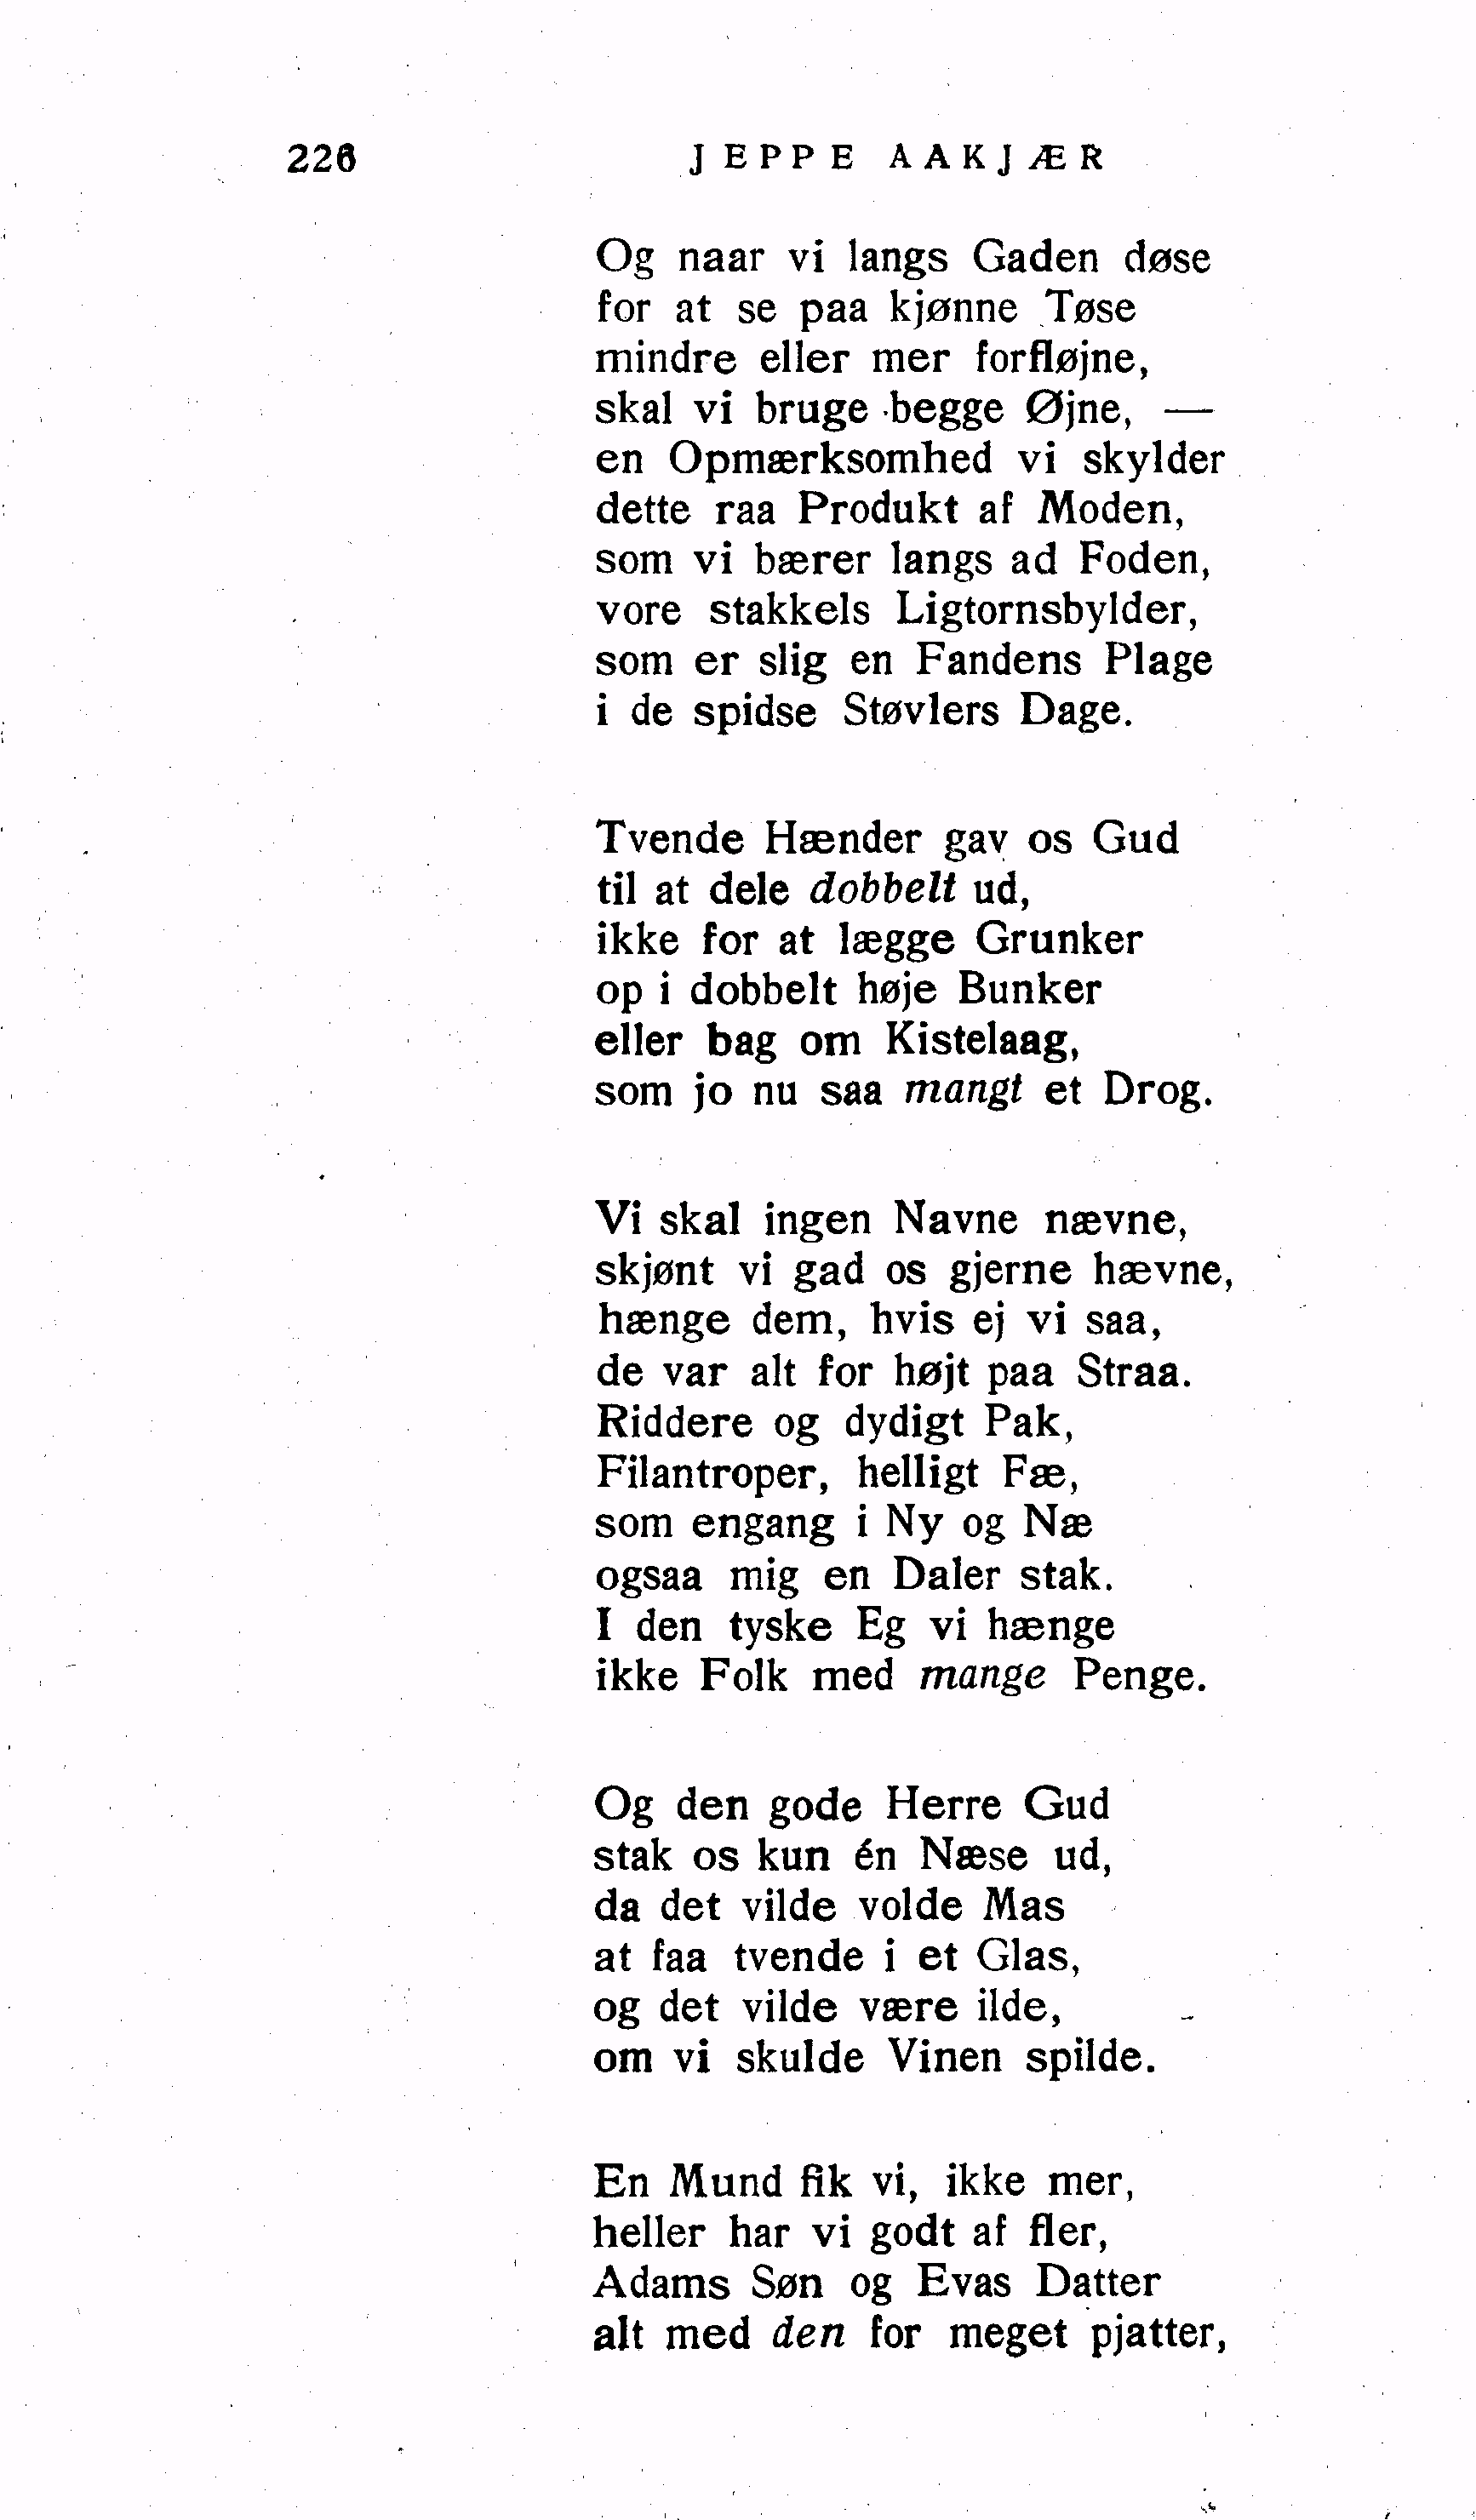 226 JEPPE AAKJÆR
Og naar vi langs Gaden døse
for at se paa kjønne Tøse
mindre eller mer forfløjne,
skal vi bruge begge Øjne, —
en Opmærksomhed vi skylder
dette raa Produkt af Moden,
som vi bærer langs ad Foden,
vore stakkels Ligtornsbylder,
som er slig en Fandens Plage
i de spidse Støvlers Dage.
Tvende Hænder gav os Gud
til at dele dobbelt ud,
ikke for at lægge Grunker
op i dobbelt høje Bunker
eller bag om Kistelaag,
som jo nu saa mangt et Drog.
Vi skal ingen Navne nævne,
skjønt vi gad os gjerne hævne,
hænge dem, hvis ej vi saa,
de var alt for højt paa Straa.
Riddere og dydigt Pak,
Filantroper, helligt Fæ,
som engang i Ny og Næ
ogsaa mig en Daler stak.
I den tyske Eg vi hænge
ikke Folk med mange Penge.
Og den gode Herre Gud
stak os kun én Næse ud,
da det vilde volde Mas
at faa tvende i et Glas,
og det vilde være ilde,
om vi skulde Vinen spilde.
En Mund fik vi, ikke mer,
heller har vi godt af fler,
Adams Søn og Evas Datter
alt med den for meget pjatter,